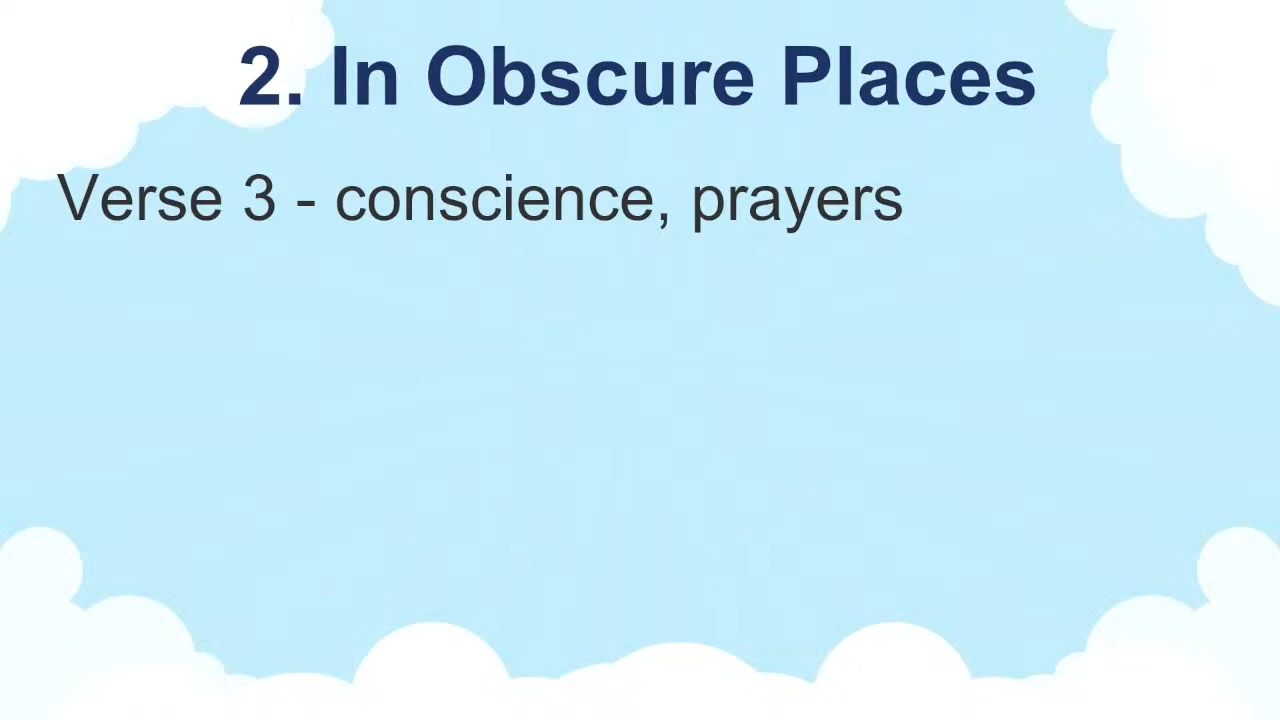 2. In Obscure Places
Verse 3 - conscience, prayers